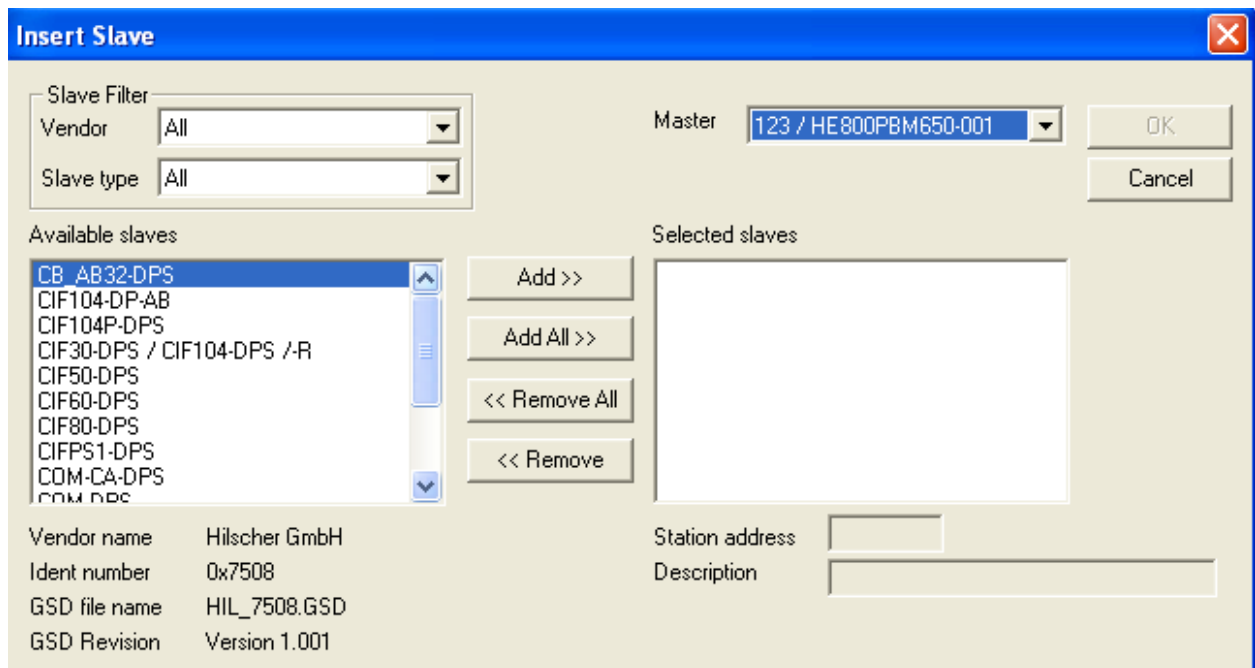 Insert Slave
Slave Filter
Vendor All
Slave type All
Master 123 / HE800PBM650-001
OK
Cancel
Available slaves
CB_AB32-DPS
CIF104-DP-AB
CIF104P-DPS
CIF30-DPS / CIF104-DPS /-R
CIF50-DPS
CIF60-DPS
CIF80-DPS
CIFPS1-DPS
COM-CA-DPS
COM-DPS
Add >>
Add All >>
<< Remove All
<< Remove
Selected slaves
Vendor name Hilscher GmbH
Ident number 0x7508
GSD file name HIL_7508.GSD
GSD Revision Version 1.001
Station address
Description